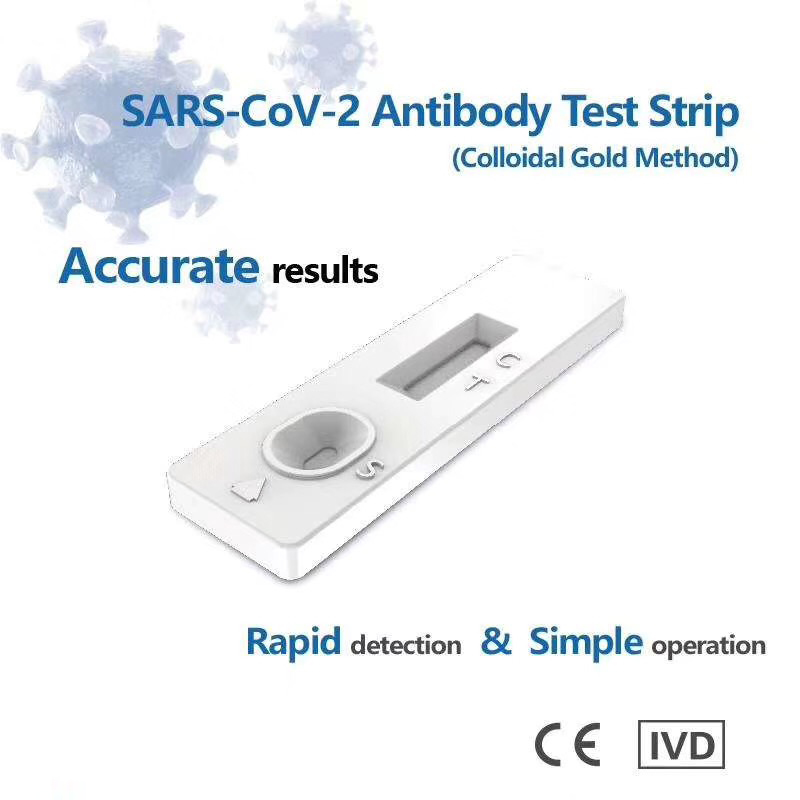 SARS-CoV-2 Antibody Test Strip
(Colloidal Gold Method)
Accurate results
C
T
S
Rapid detection & Simple operation
CE IVD